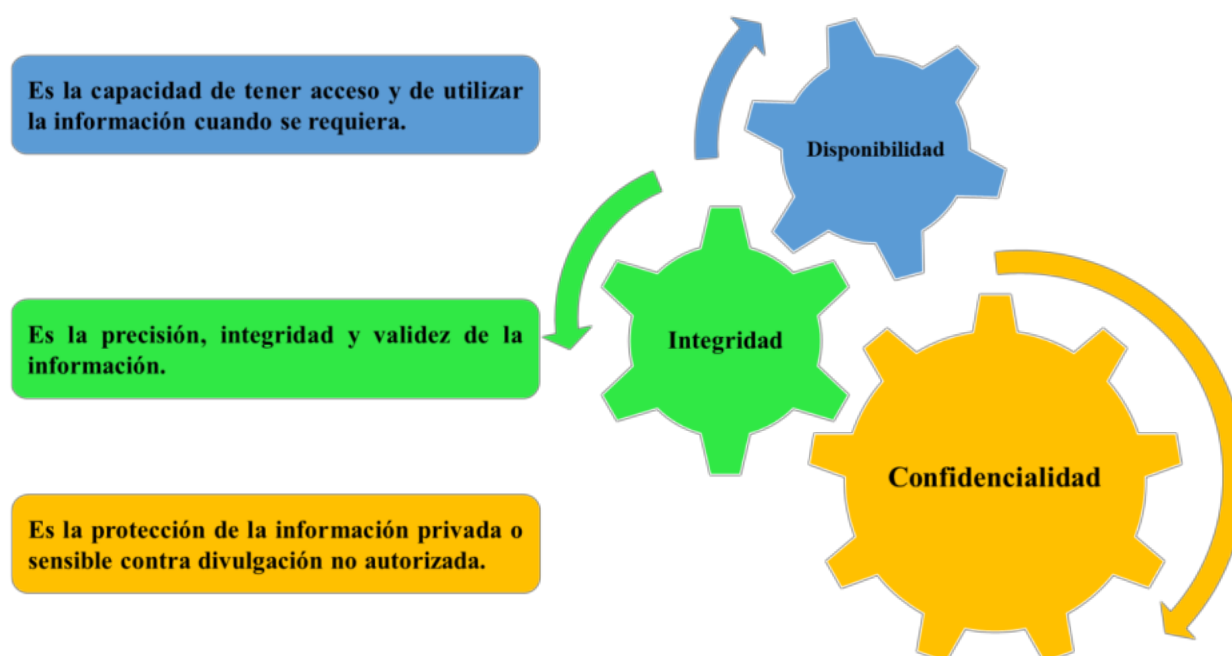 Es la capacidad de tener acceso y de utilizar
la información cuando se requiera.
Disponibilidad
Es la precisión, integridad y validez de la
información.
Integridad
Es la protección de la información privada o
sensible contra divulgación no autorizada.
Confidencialidad